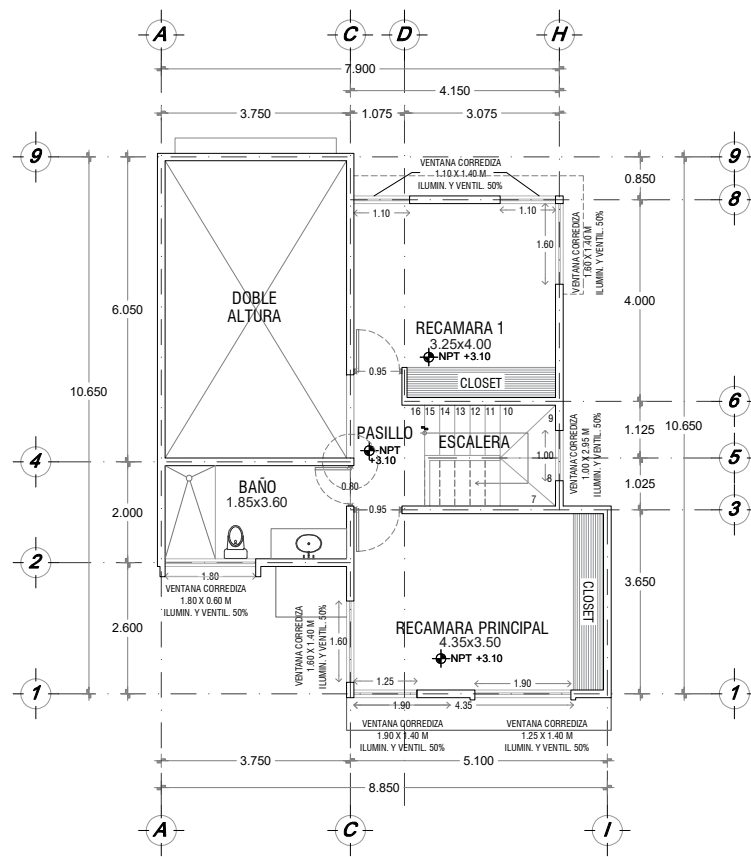 A C D H
7.900
4.150
3.750 1.075 3.075
9 9
VENTANA CORREDIZA
1.10 X 1.40 M
ILUMIN. Y VENTIL. 50%
0.850
8
1.10 1.10
1.60
VENTANA CORREDIZA
1.60 X 1.40 M
ILUMIN. Y VENTIL. 50%
DOBLE
ALTURA
6.050
4.000
RECAMARA 1
3.25x4.00
NPT +3.10
0.95
CLOSET
10.650
6
16 15 14 13 12 11 10
9
PASILLO
NPT
+3.10
ESCALERA
1.00
8
7
VENTANA CORREDIZA
1.00 X 2.95 M
ILUMIN. Y VENTIL. 50%
1.125
10.650
4
5
1.025
0.80
BAÑO
1.85x3.60
2.000
0.95
3
2
1.80
VENTANA CORREDIZA
1.80 X 0.60 M
ILUMIN. Y VENTIL. 50%
3.650
CLOSET
2.600
VENTANA CORREDIZA
1.60 X 1.40 M
ILUMIN. Y VENTIL. 50%
1.60
RECAMARA PRINCIPAL
4.35x3.50
NPT +3.10
1.25 1.90
1 1
1.90 4.35
VENTANA CORREDIZA
1.90 X 1.40 M
ILUMIN. Y VENTIL. 50%
VENTANA CORREDIZA
1.25 X 1.40 M
ILUMIN. Y VENTIL. 50%
3.750 5.100
8.850
A C I